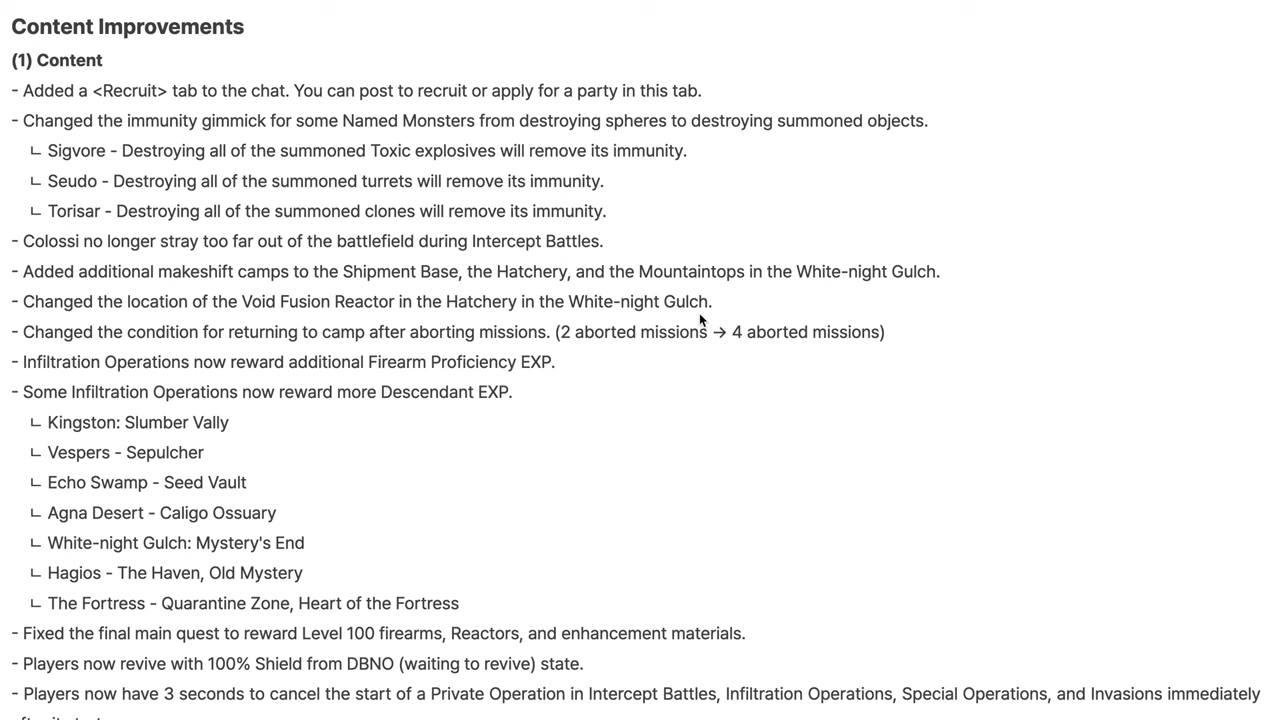 Content Improvements
(1) Content
- Added a <Recruit> tab to the chat. You can post to recruit or apply for a party in this tab.
- Changed the immunity gimmick for some Named Monsters from destroying spheres to destroying summoned objects.
ㄴ Sigvore - Destroying all of the summoned Toxic explosives will remove its immunity.
ㄴ Seudo - Destroying all of the summoned turrets will remove its immunity.
ㄴ Torisar - Destroying all of the summoned clones will remove its immunity.
- Colossi no longer stray too far out of the battlefield during Intercept Battles.
- Added additional makeshift camps to the Shipment Base, the Hatchery, and the Mountaintops in the White-night Gulch.
- Changed the location of the Void Fusion Reactor in the Hatchery in the White-night Gulch.
- Changed the condition for returning to camp after aborting missions. (2 aborted missions → 4 aborted missions)
- Infiltration Operations now reward additional Firearm Proficiency EXP.
- Some Infiltration Operations now reward more Descendant EXP.
ㄴ Kingston: Slumber Vally
ㄴ Vespers - Sepulcher
ㄴ Echo Swamp - Seed Vault
ㄴ Agna Desert - Caligo Ossuary
ㄴ White-night Gulch: Mystery's End
ㄴ Hagios - The Haven, Old Mystery
ㄴ The Fortress - Quarantine Zone, Heart of the Fortress
- Fixed the final main quest to reward Level 100 firearms, Reactors, and enhancement materials.
- Players now revive with 100% Shield from DBNO (waiting to revive) state.
- Players now have 3 seconds to cancel the start of a Private Operation in Intercept Battles, Infiltration Operations, Special Operations, and Invasions immediately